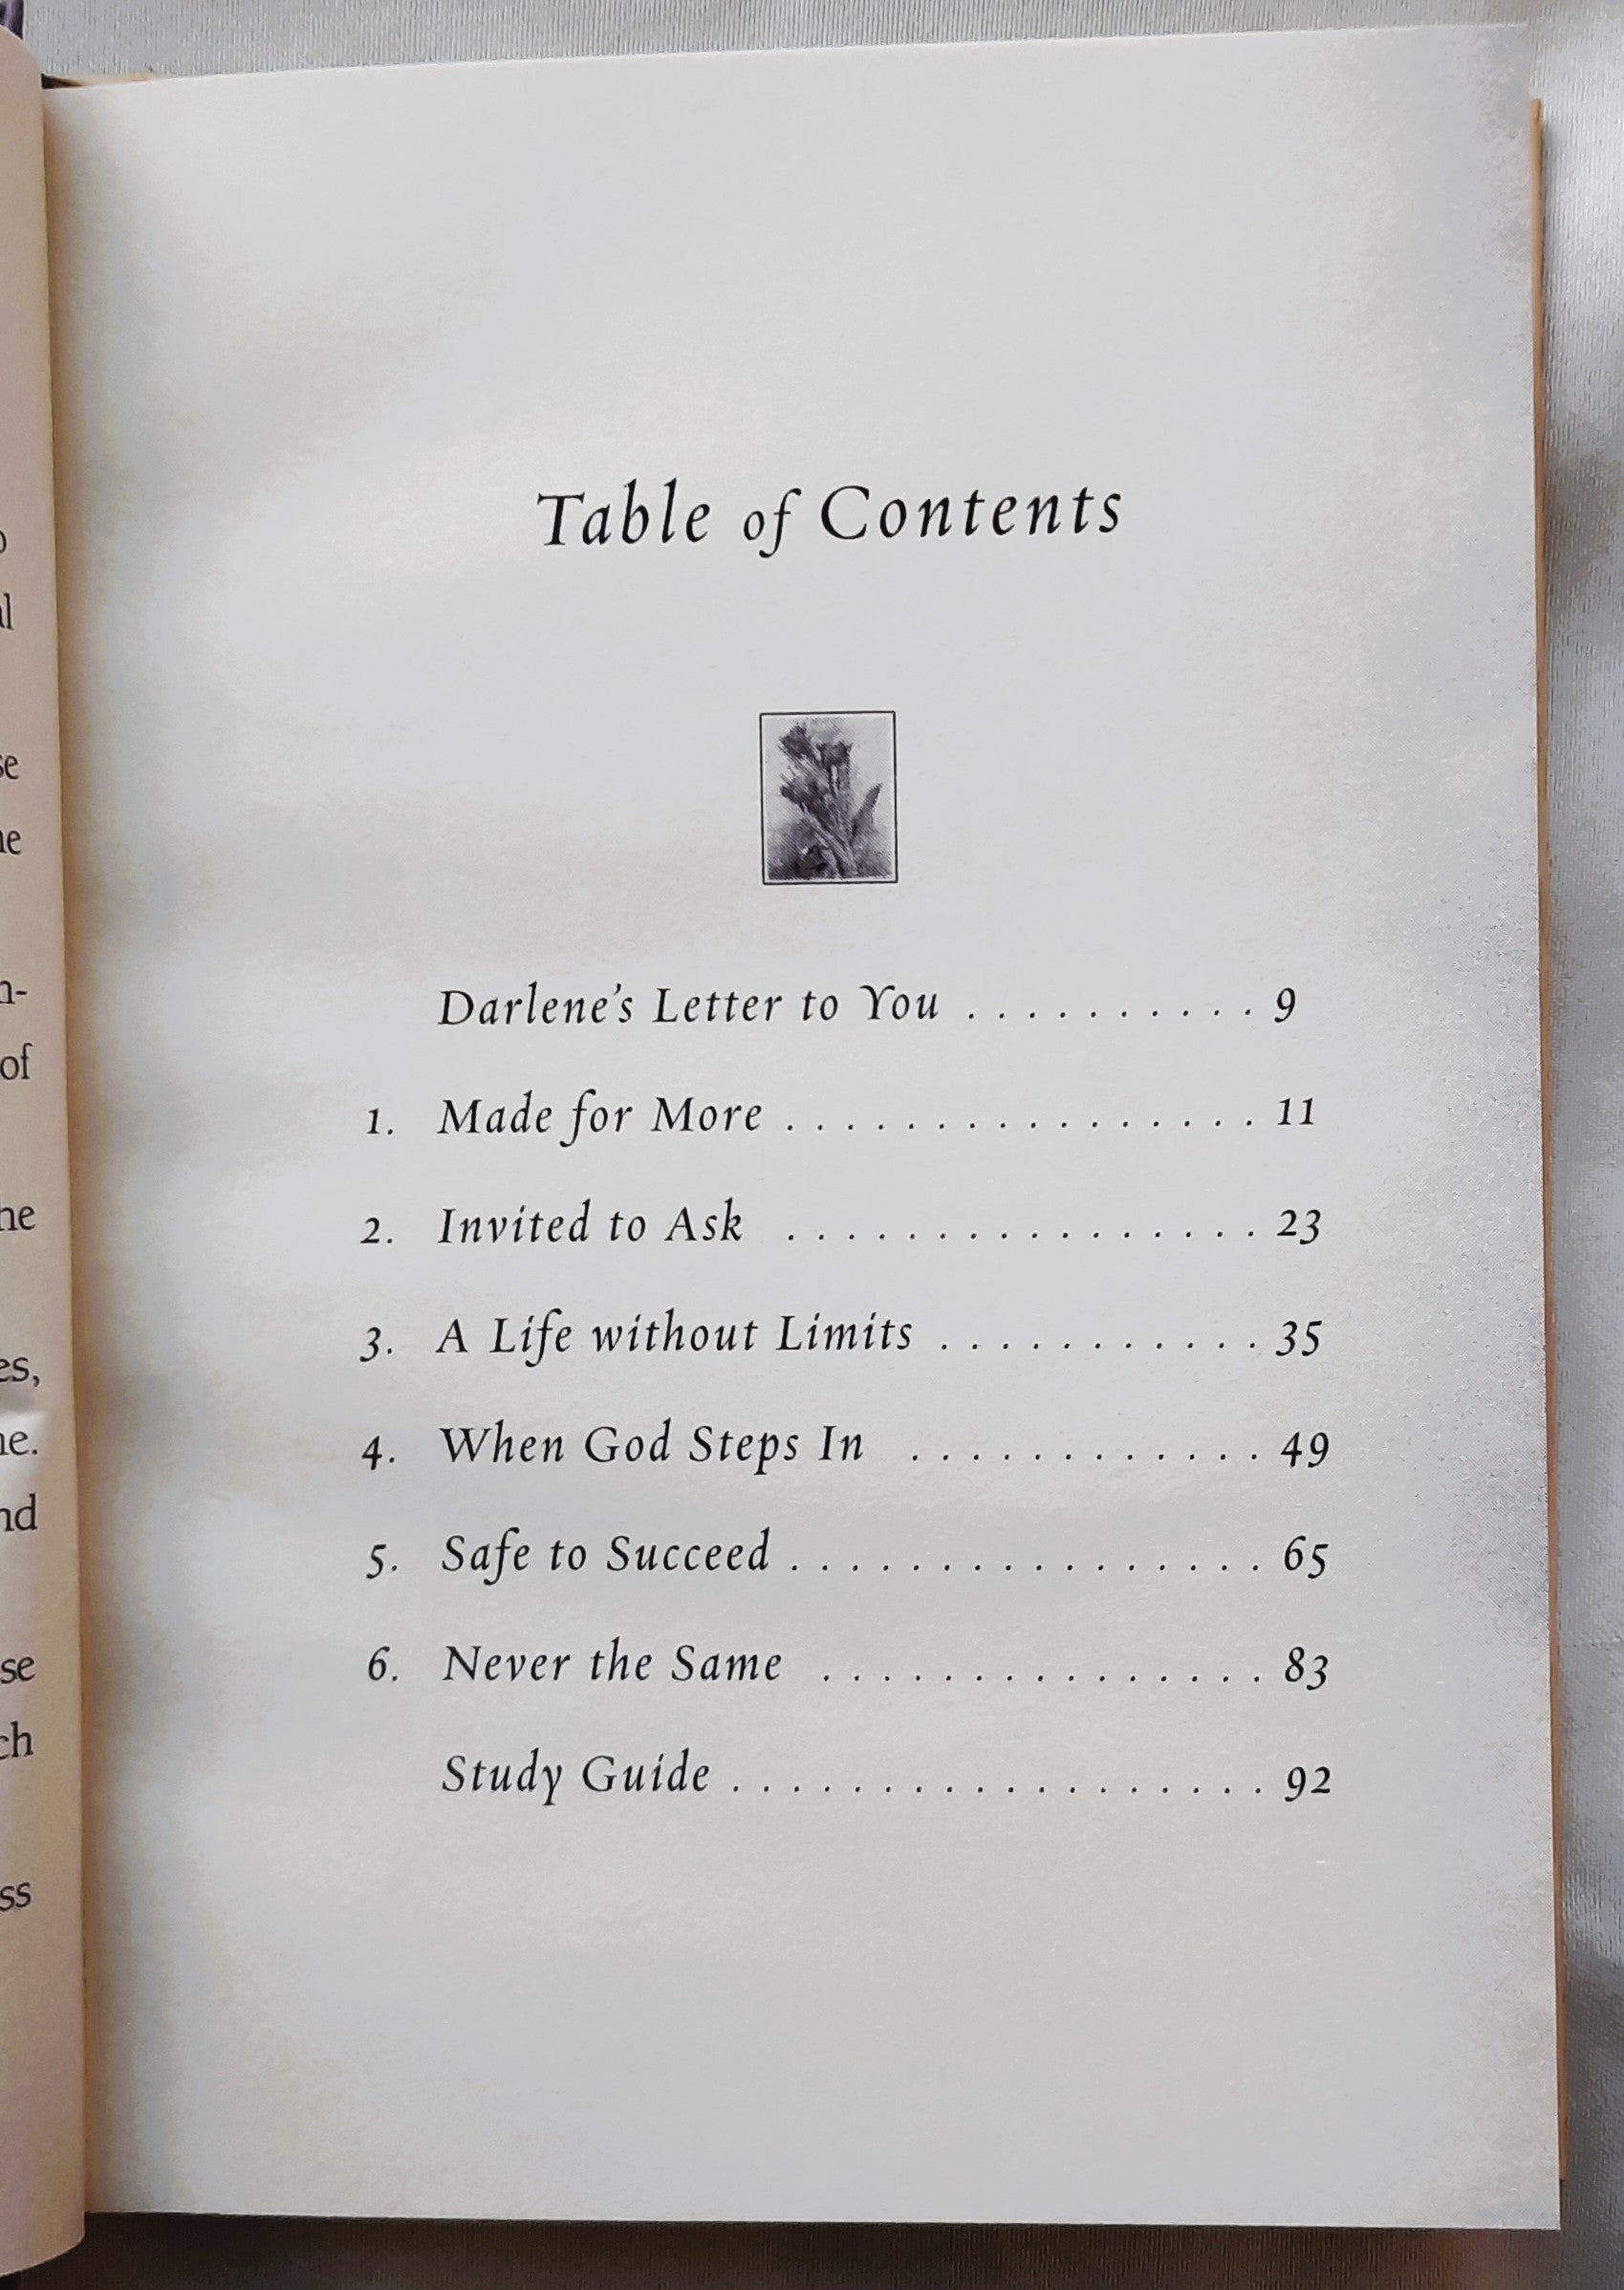 Table of Contents
Darlene's Letter to You . . . . . . . . . . 9
1. Made for More . . . . . . . . . . . . . . . . 11
2. Invited to Ask . . . . . . . . . . . . . . . . 23
3. A Life without Limits . . . . . . . . . . . 35
4. When God Steps In . . . . . . . . . . . . 49
5. Safe to Succeed . . . . . . . . . . . . . . . . 65
6. Never the Same . . . . . . . . . . . . . . . 83
Study Guide . . . . . . . . . . . . . . . . . . 92
of